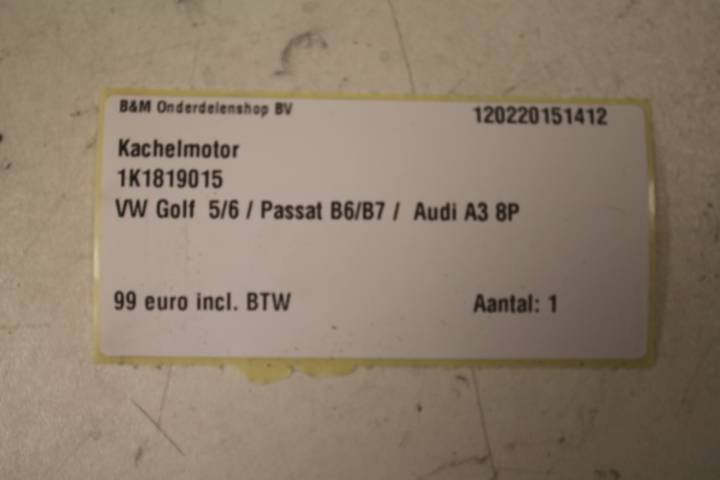 B&M Onderdelenshop BV 120220151412
Kachelmotor
1K1819015
VW Golf 5/6 / Passat B6/B7 / Audi A3 8P
99 euro incl. BTW Aantal: 1